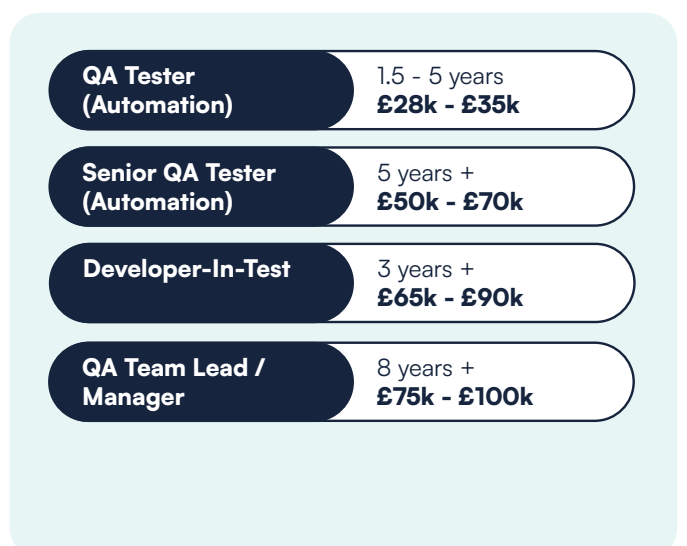 QA Tester
(Automation)
1.5 - 5 years
£28k - £35k
Senior QA Tester
(Automation)
5 years +
£50k - £70k
Developer-In-Test
3 years +
£65k - £90k
QA Team Lead /
Manager
8 years +
£75k - £100k